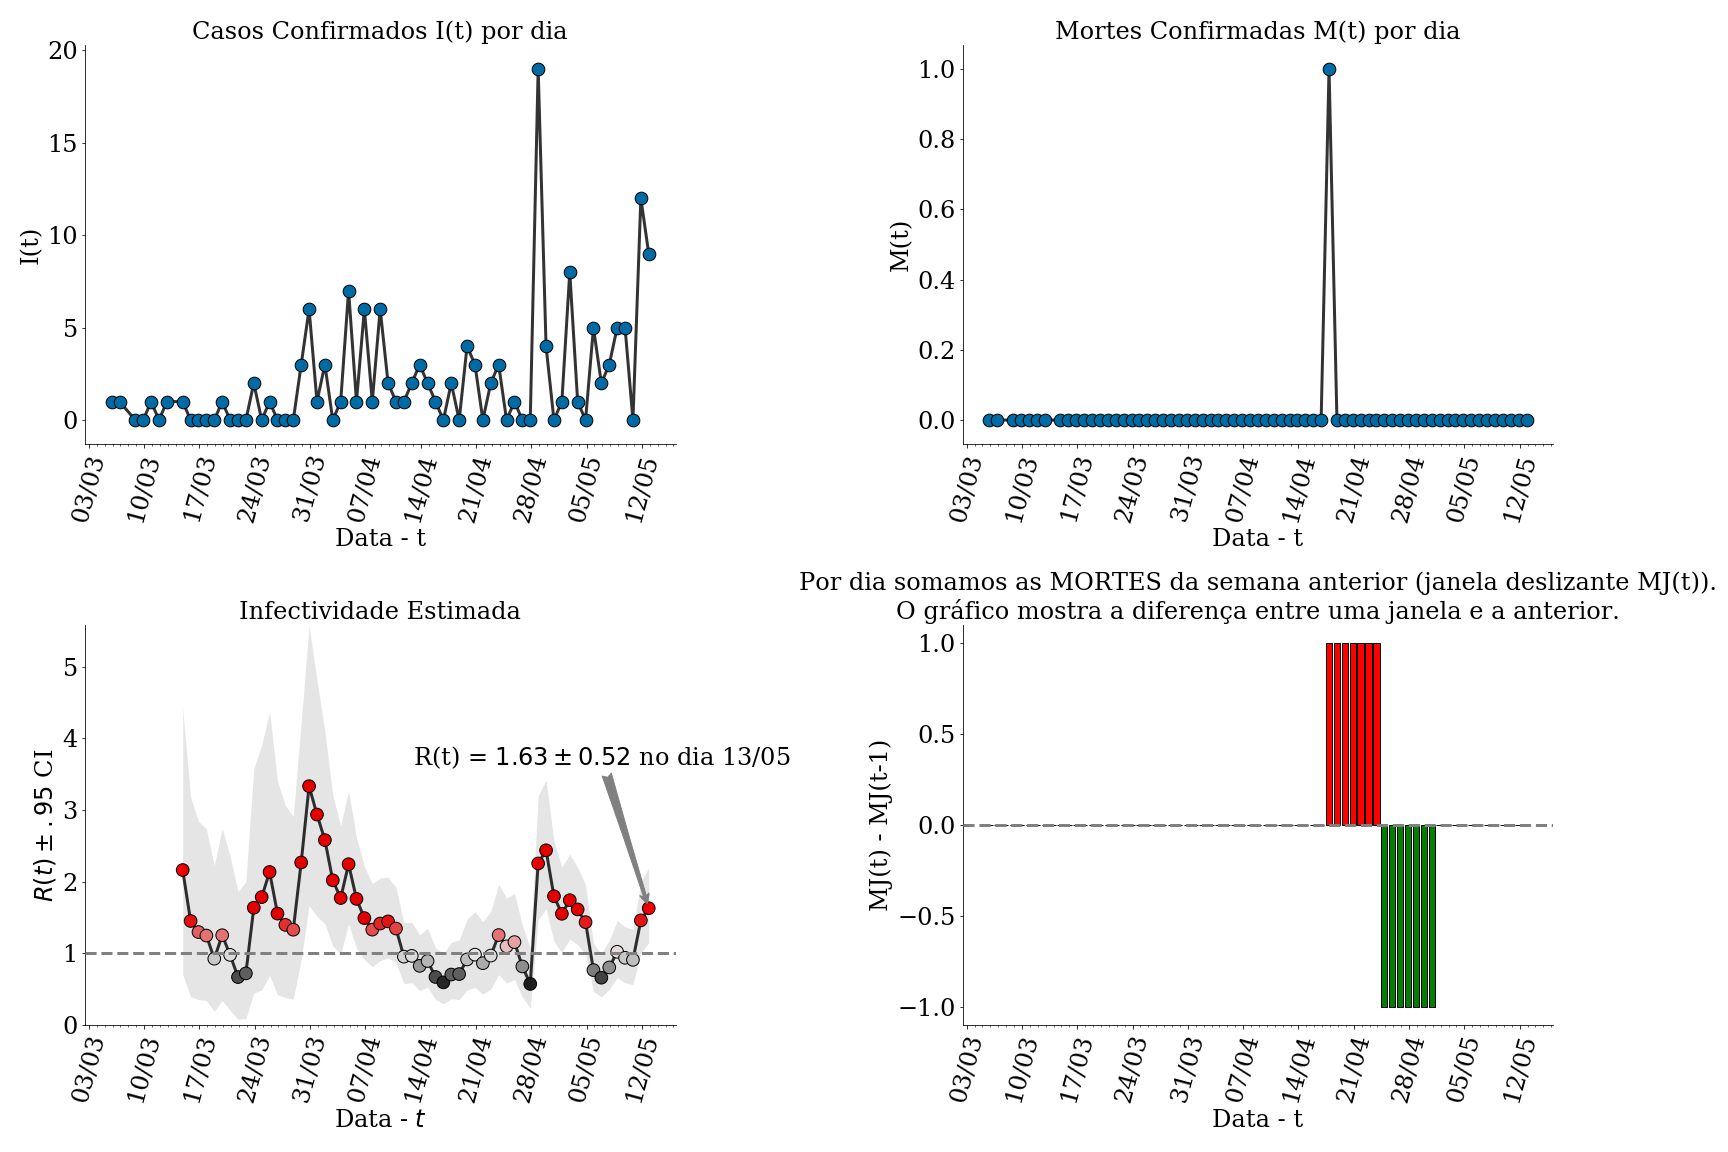 Casos Confirmados I(t) por dia
I(t)
20
15
10
5
0
03/03 10/03 17/03 24/03 31/03 07/04 14/04 21/04 28/04 05/05 12/05
Data - t
Mortes Confirmadas M(t) por dia
M(t)
1.0
0.8
0.6
0.4
0.2
0.0
03/03 10/03 17/03 24/03 31/03 07/04 14/04 21/04 28/04 05/05 12/05
Data - t
Infectividade Estimada
R(t) ± .95 CI
5
4
3
2
1
0
R(t) = 1.63 ± 0.52 no dia 13/05
03/03 10/03 17/03 24/03 31/03 07/04 14/04 21/04 28/04 05/05 12/05
Data - t
Por dia somamos as MORTES da semana anterior (janela deslizante MJ(t)).
O gráfico mostra a diferença entre uma janela e a anterior.
MJ(t) - MJ(t-1)
1.0
0.5
0.0
−0.5
−1.0
03/03 10/03 17/03 24/03 31/03 07/04 14/04 21/04 28/04 05/05 12/05
Data - t